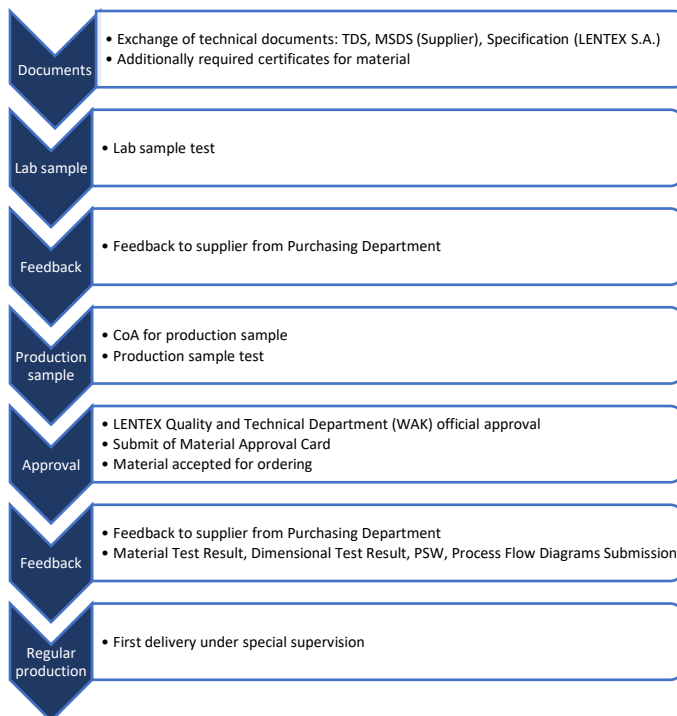 Documents
• Exchange of technical documents: TDS, MSDS (Supplier), Specification (LENTEX S.A.)
• Additionally required certificates for material
Lab sample
• Lab sample test
Feedback
• Feedback to supplier from Purchasing Department
Production
sample
• CoA for production sample
• Production sample test
Approval
• LENTEX Quality and Technical Department (WAK) official approval
• Submit of Material Approval Card
• Material accepted for ordering
Feedback
• Feedback to supplier from Purchasing Department
• Material Test Result, Dimensional Test Result, PSW, Process Flow Diagrams Submission
Regular
production
• First delivery under special supervision